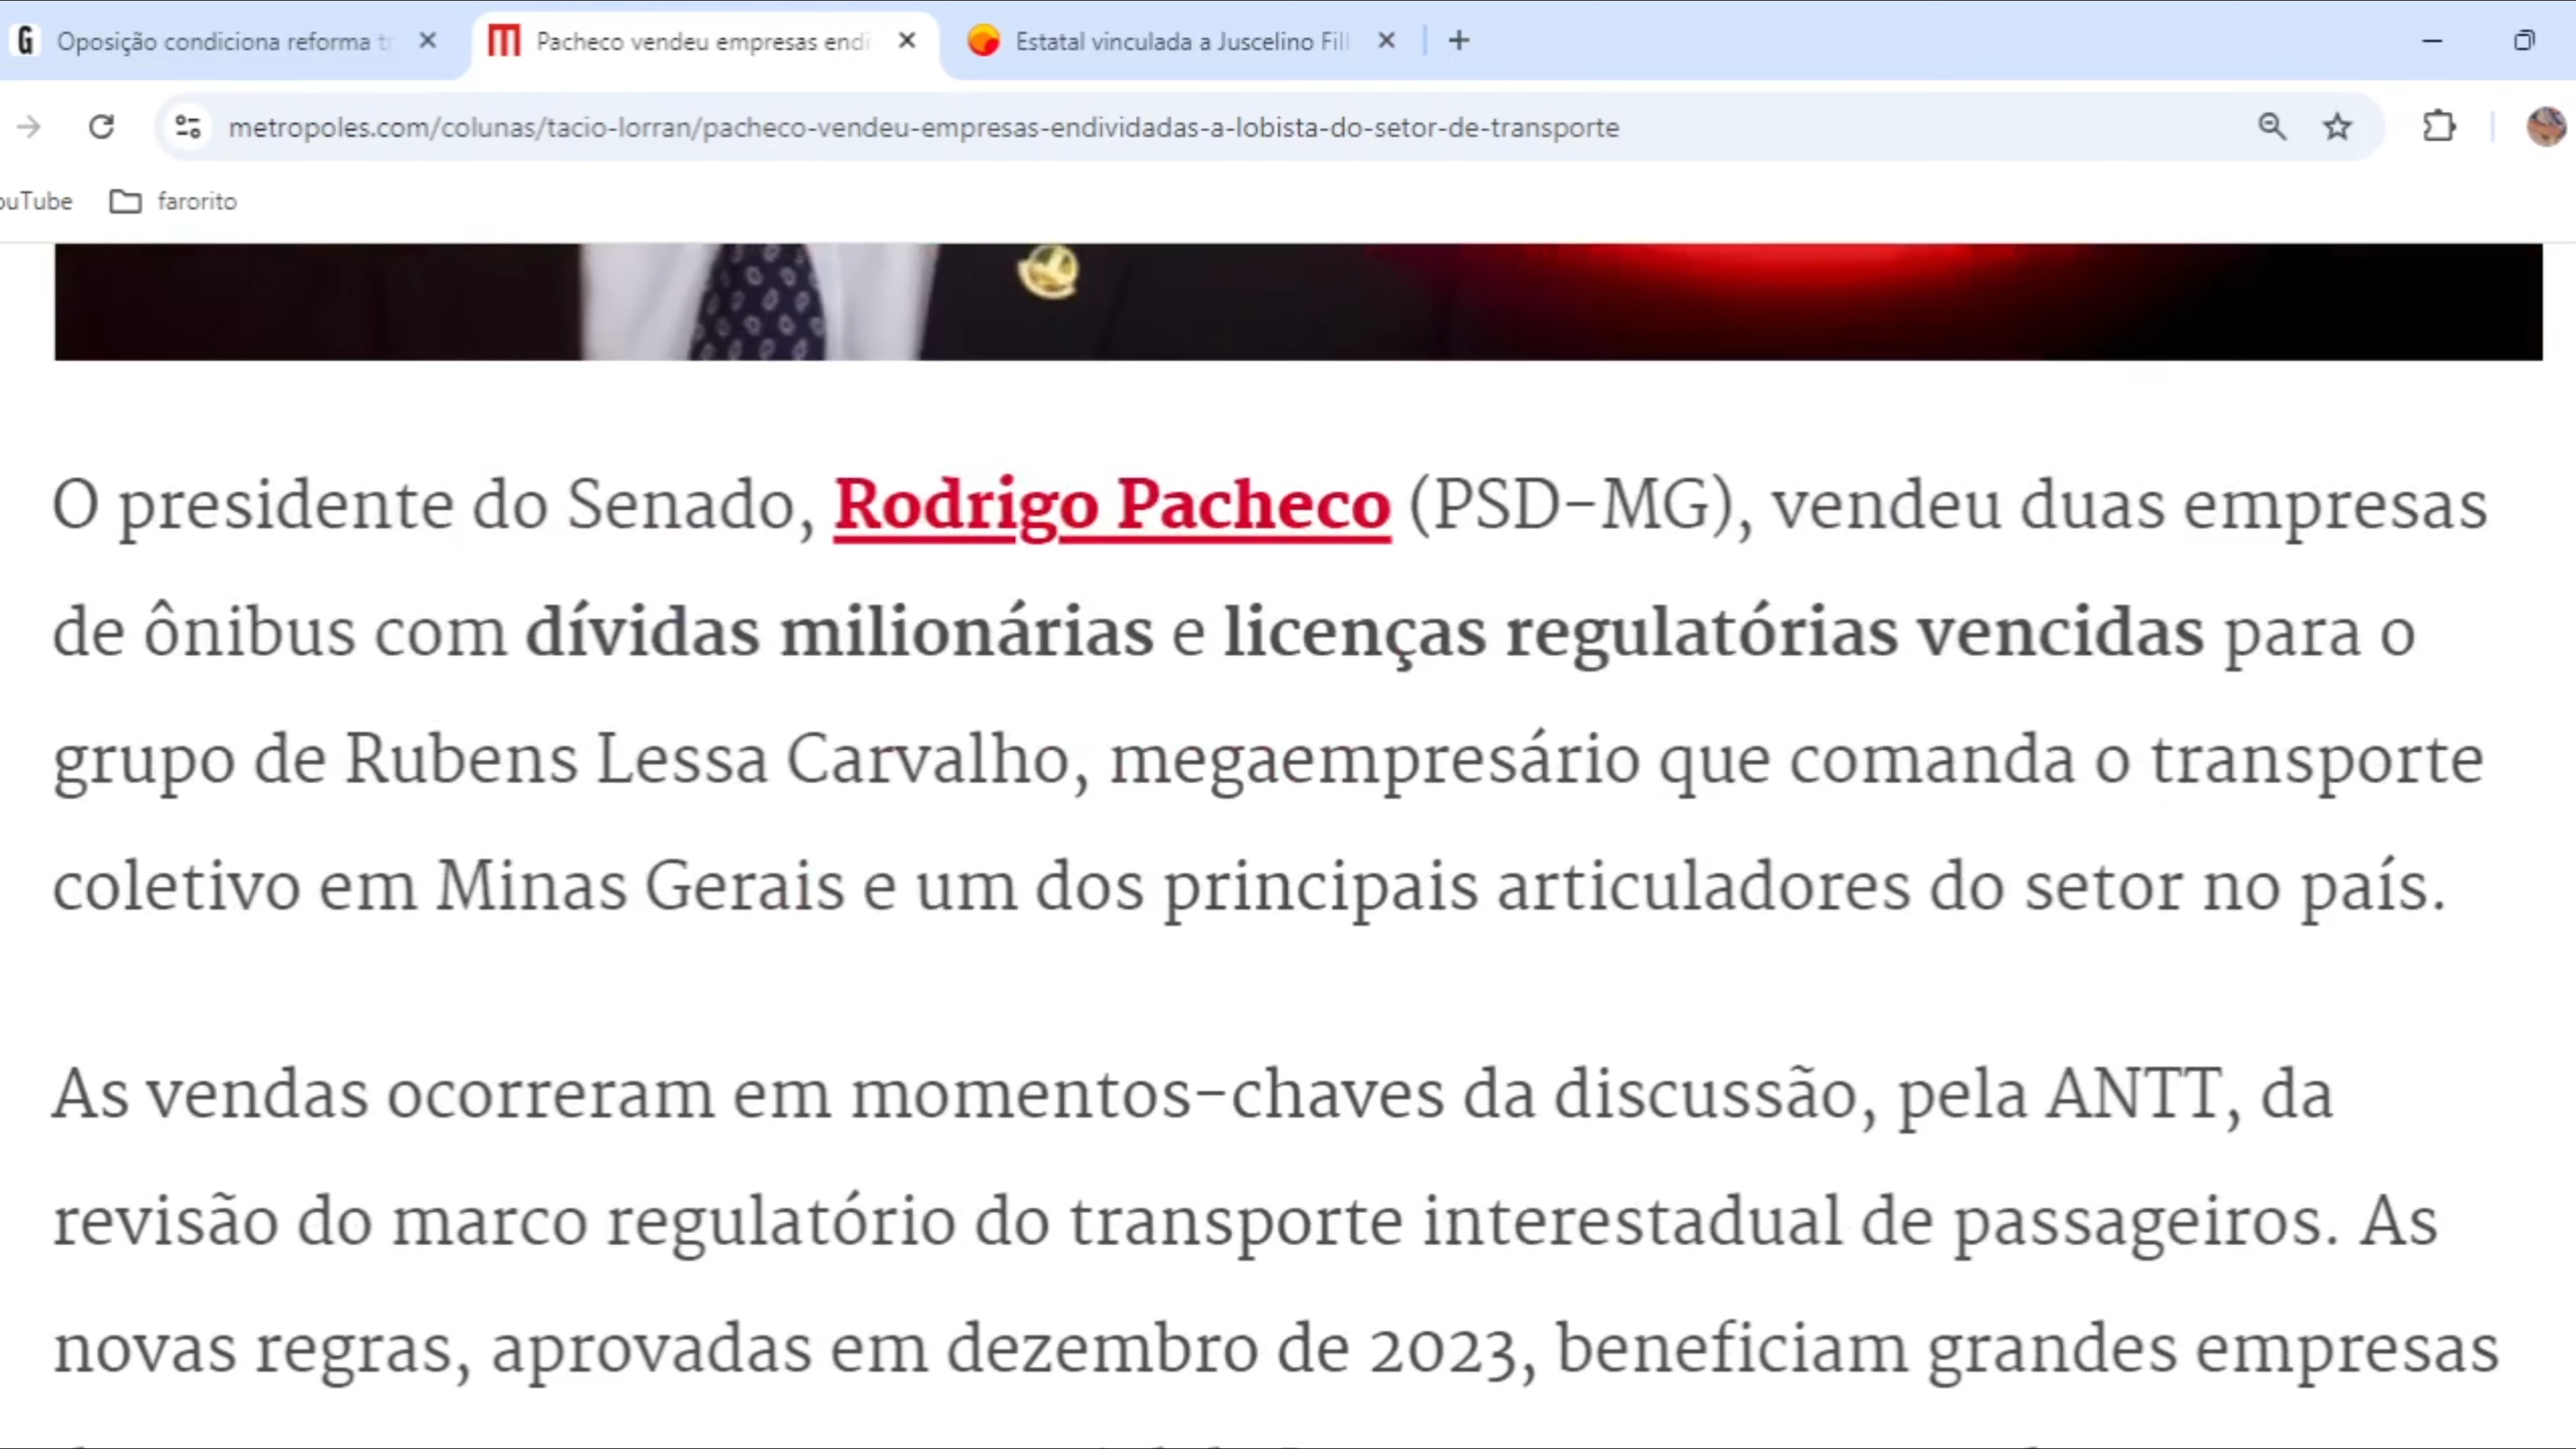 G Oposição condiciona reforma tr
Pacheco vendeu empresas endi
Estatal vinculada a Juscelino Fil
metropoles.com/colunas/tacio-lorran/pacheco-vendeu-empresas-endividadas-a-lobista-do-setor-de-transporte
ouTube farorito
O presidente do Senado, Rodrigo Pacheco (PSD-MG), vendeu duas empresas
de ônibus com dívidas milionárias e licenças regulatórias vencidas para o
grupo de Rubens Lessa Carvalho, megaempresário que comanda o transporte
coletivo em Minas Gerais e um dos principais articuladores do setor no país.
As vendas ocorreram em momentos-chaves da discussão, pela ANTT, da
revisão do marco regulatório do transporte interestadual de passageiros. As
novas regras, aprovadas em dezembro de 2023, beneficiam grandes empresas